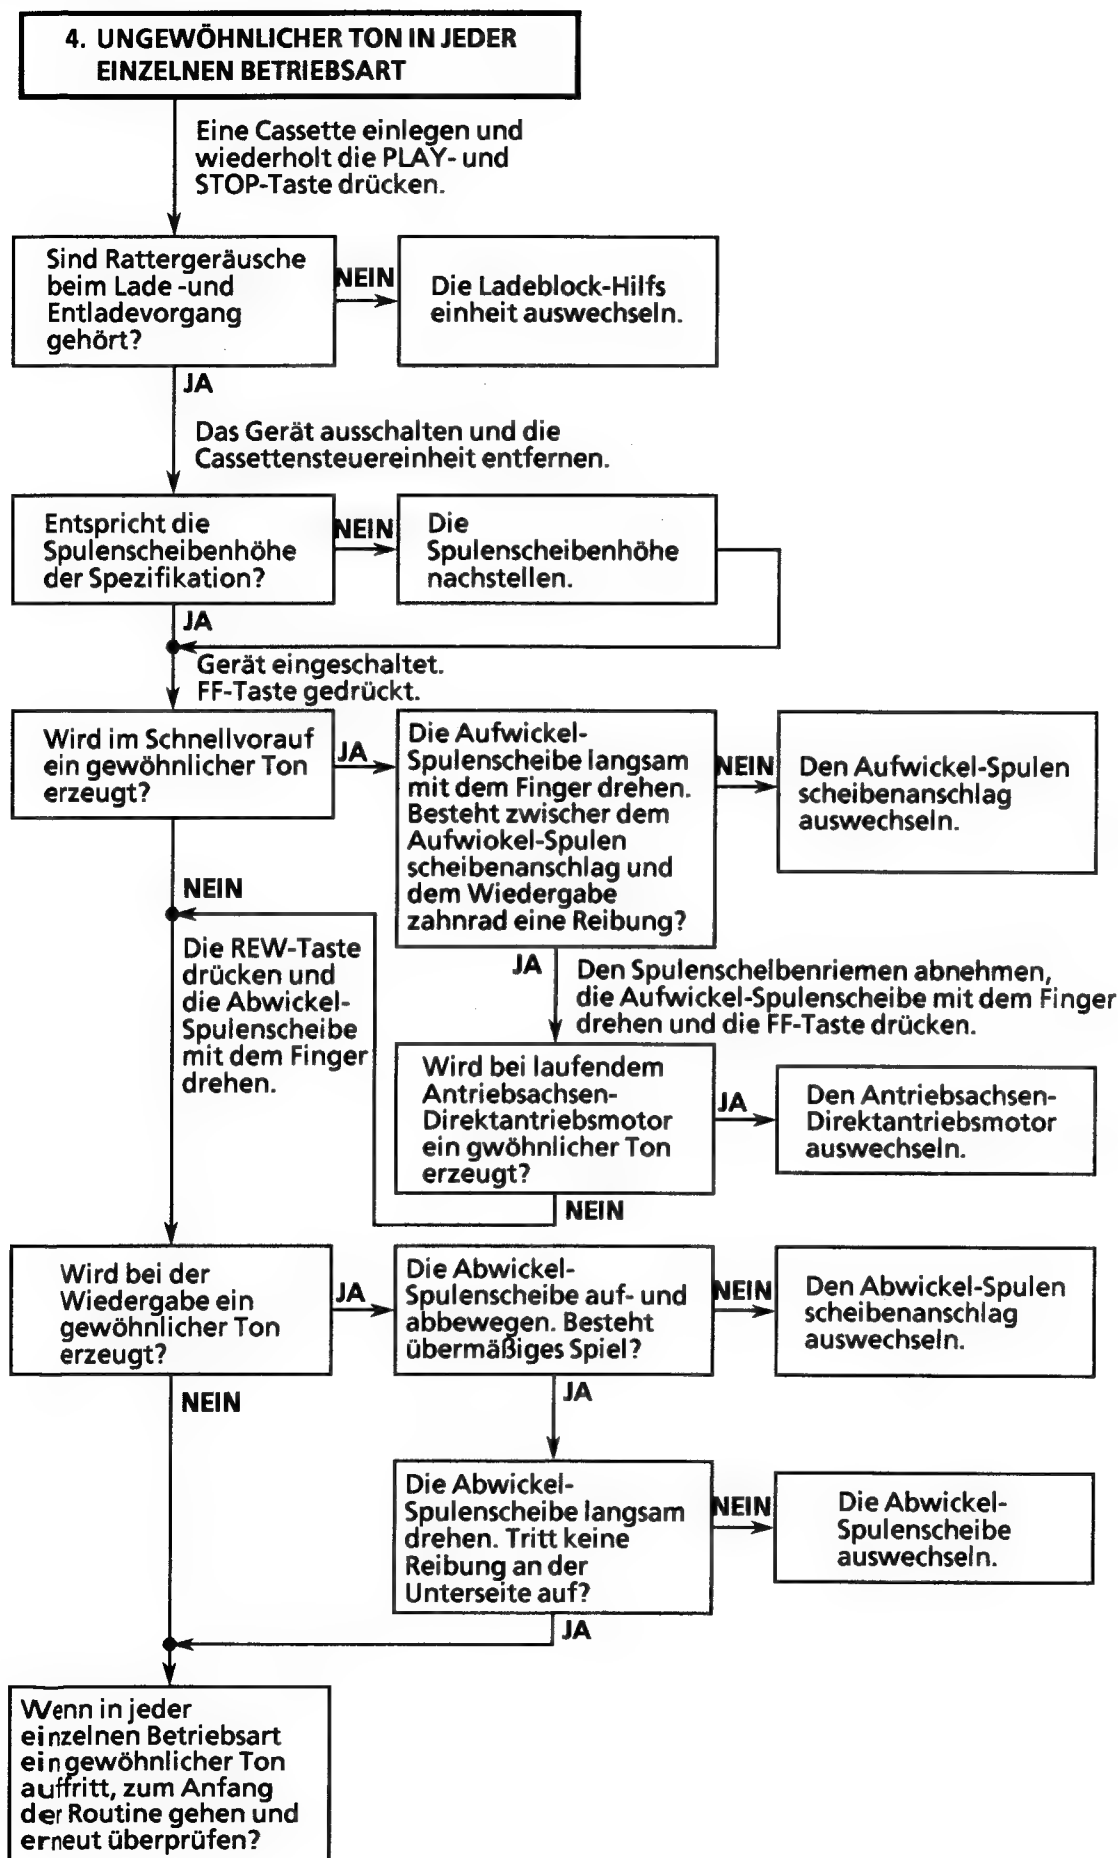 4. UNGEWÖHNLICHER TON IN JEDER
EINZELNEN BETRIEBSART
Eine Cassette einlegen und
wiederholt die PLAY- und
STOP-Taste drücken.
Sind Rattergeräusche
beim Lade -und
Entladevorgang
gehört?
NEIN
Die Ladeblock-Hilfs
einheit auswechseln.
JA
Das Gerät ausschalten und die
Cassettensteuereinheit entfernen.
Entspricht die
Spulenscheibenhöhe
der Spezifikation?
NEIN
Die
Spulenscheibenhöhe
nachstellen.
JA
Gerät eingeschaltet.
FF-Taste gedrückt.
Wird im Schnellvorauf
ein gewöhnlicher Ton
erzeugt?
JA
Die Aufwickel-
Spulenscheibe langsam
mit dem Finger drehen.
Besteht zwischer dem
Aufwiokel-Spulen
scheibenanschlag und
dem Wiedergabe
zahnrad eine Reibung?
NEIN
Den Aufwickel-Spulen
scheibenanschlag
auswechseln.
NEIN
Die REW-Taste
drücken und
die Abwickel-
Spulenscheibe
mit dem Finger
drehen.
JA
Den Spulenschelbenriemen abnehmen,
die Aufwickel-Spulenscheibe mit dem Finger
drehen und die FF-Taste drücken.
Wird bei laufendem
Antriebsachsen-
Direktantriebsmotor
ein gwöhnlicher Ton
erzeugt?
JA
Den Antriebsachsen-
Direktantriebsmotor
auswechseln.
NEIN
Wird bei der
Wiedergabe ein
gewöhnlicher Ton
erzeugt?
JA
Die Abwickel-
Spulenscheibe auf- und
abbewegen. Besteht
übermäßiges Spiel?
NEIN
Den Abwickel-Spulen
scheibenanschlag
auswechseln.
NEIN
JA
Die Abwickel-
Spulenscheibe langsam
drehen. Tritt keine
Reibung an der
Unterseite auf?
NEIN
Die Abwickel-
Spulenscheibe
auswechseln.
JA
Wenn in jeder
einzelnen Betriebsart
ein gewöhnlicher Ton
auffritt, zum Anfang
der Routine gehen und
erneut überprüfen?